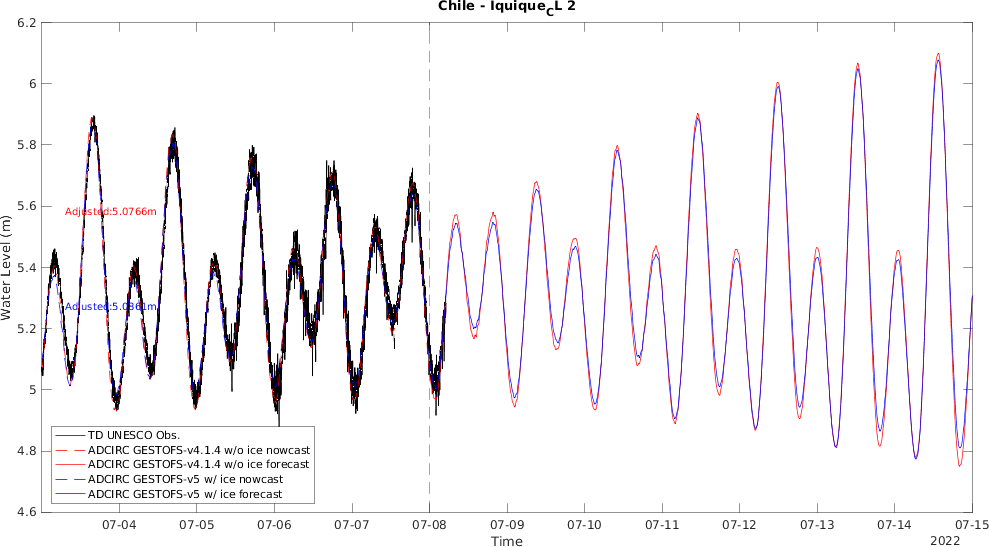 Chile - Iquique_CL 2
6.2
6
5.8
5.6
5.4
5.2
5
4.8
4.6
Water Level (m)
Adjusted:5.0766m
Adjusted:5.0361m
TD UNESCO Obs.
ADCIRC GESTOFS-v4.1.4 w/o ice nowcast
ADCIRC GESTOFS-v4.1.4 w/o ice forecast
ADCIRC GESTOFS-v5 w/ ice nowcast
ADCIRC GESTOFS-v5 w/ ice forecast
07-04 07-05 07-06 07-07 07-08 07-09 07-10 07-11 07-12 07-13 07-14 07-15
Time
2022